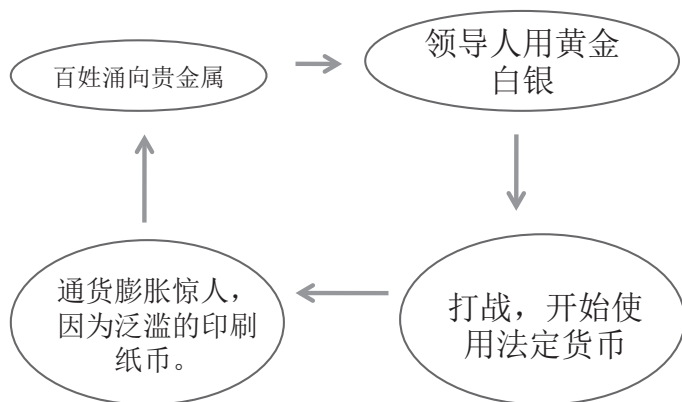 百姓涌向贵金属
领导人用黄金
白银
打战，开始使
用法定货币
通货膨胀惊人，
因为泛滥的印刷
纸币。